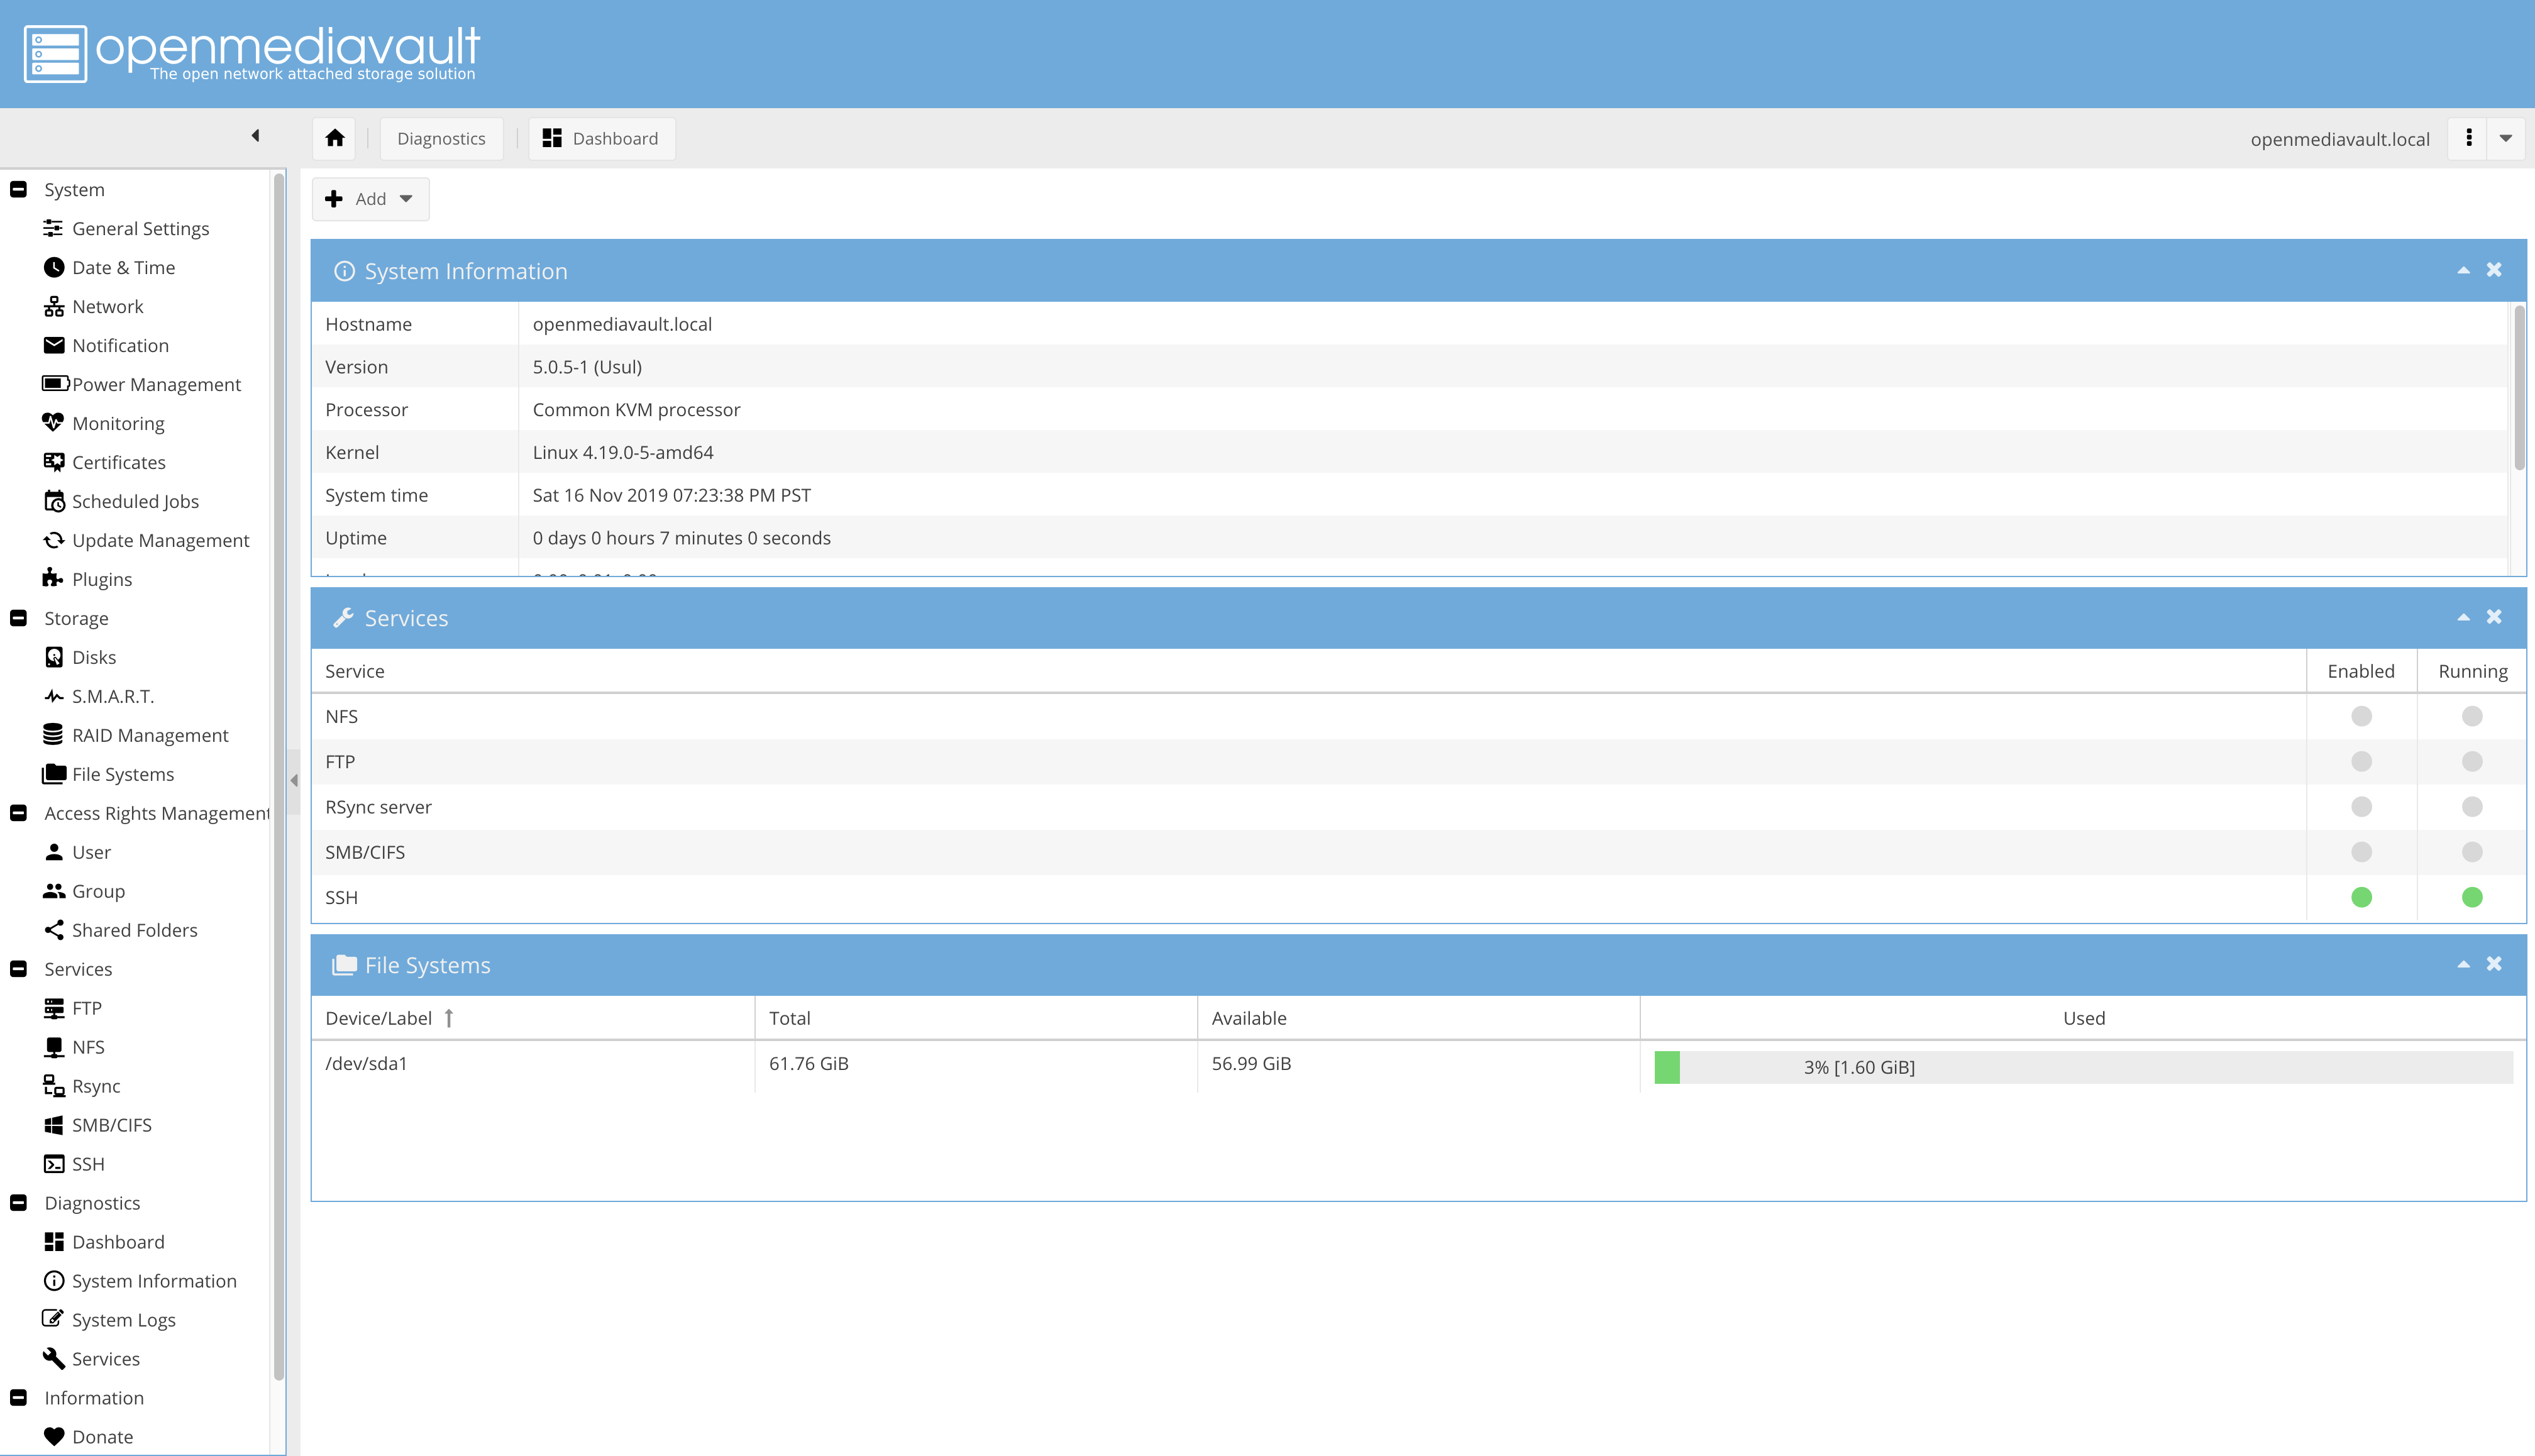 openmediavault
The open network attached storage solution
Diagnostics
Dashboard
openmediavault.local
System
General Settings
Date & Time
Network
Notification
Power Management
Monitoring
Certificates
Scheduled Jobs
Update Management
Plugins
Storage
Disks
S.M.A.R.T.
RAID Management
File Systems
Access Rights Management
User
Group
Shared Folders
Services
FTP
NFS
Rsync
SMB/CIFS
SSH
Diagnostics
Dashboard
System Information
System Logs
Services
Information
Donate
Add
System Information
Hostname openmediavault.local
Version 5.0.5-1 (Usul)
Processor Common KVM processor
Kernel Linux 4.19.0-5-amd64
System time Sat 16 Nov 2019 07:23:38 PM PST
Uptime 0 days 0 hours 7 minutes 0 seconds
Services
Service Enabled Running
NFS
FTP
RSync server
SMB/CIFS
SSH
File Systems
Device/Label Total Available Used
/dev/sda1 61.76 GiB 56.99 GiB 3% [1.60 GiB]